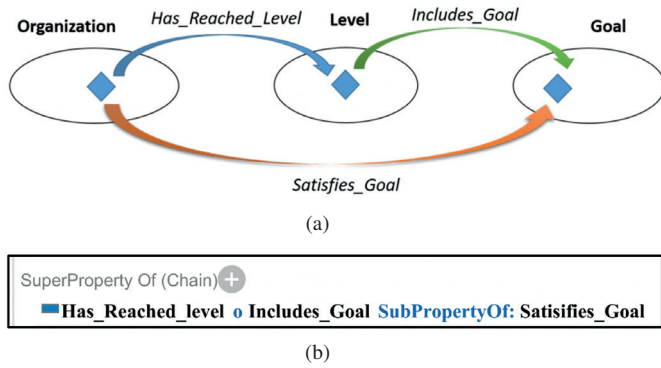 Organization Has_Reached_Level Level Includes_Goal Goal
Satisfies_Goal
(a)
SuperProperty Of (Chain)
Has_Reached_level o Includes_Goal SubPropertyOf: Satisifies_Goal
(b)